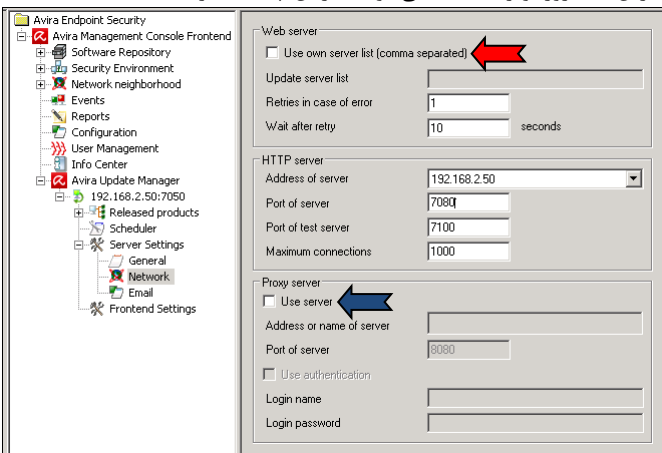 Avira Endpoint Security
Avira Management Console Frontend
Software Repository
Security Environment
Network neighborhood
Events
Reports
Configuration
User Management
Info Center
Avira Update Manager
192.168.2.50:7050
Released products
Scheduler
Server Settings
General
Network
Email
Frontend Settings
Web server
Use own server list (comma separated)
Update server list
Retries in case of error 1
Wait after retry 10 seconds
HTTP server
Address of server 192.168.2.50
Port of server 7080
Port of test server 7100
Maximum connections 1000
Proxy server
Use server
Address or name of server
Port of server 8080
Use authentication
Login name
Login password